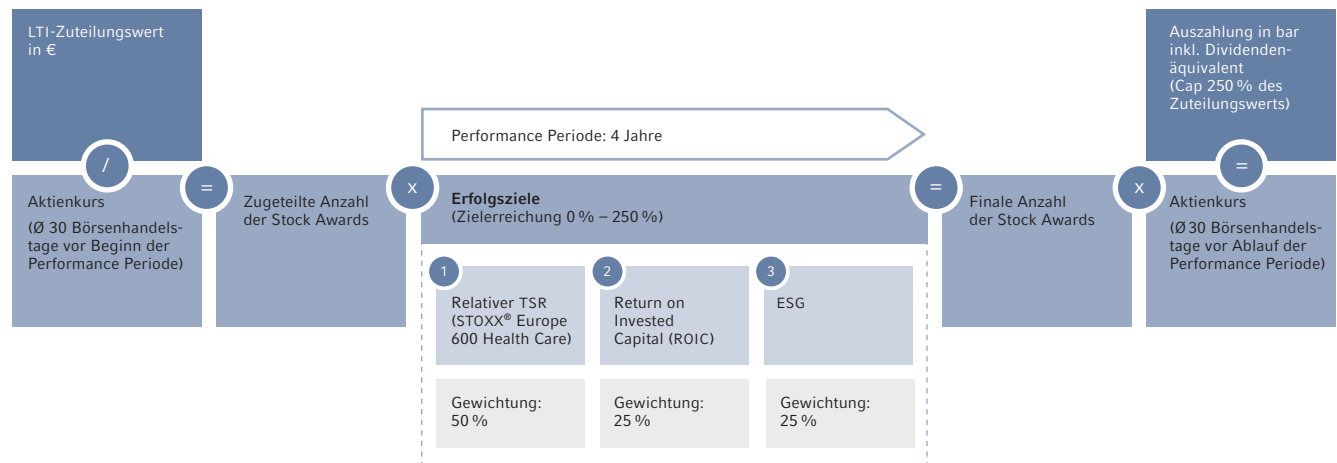 LTI-Zuteilungswert
in €
/
Aktienkurs
(Ø 30 Börsenhandels-
tage vor Beginn der
Performance Periode)
=
Zugeteilte Anzahl
der Stock Awards
x
Performance Periode: 4 Jahre
Erfolgsziele
(Zielerreichung 0 % – 250 %)
1
Relativer TSR
(STOXX® Europe
600 Health Care)
Gewichtung:
50 %
2
Return on
Invested
Capital (ROIC)
Gewichtung:
25 %
3
ESG
Gewichtung:
25 %
=
Finale Anzahl
der Stock Awards
x
Aktienkurs
(Ø 30 Börsenhandels-
tage vor Ablauf der
Performance Periode)
=
Auszahlung in bar
inkl. Dividenden-
äquivalent
(Cap 250 % des
Zuteilungswerts)